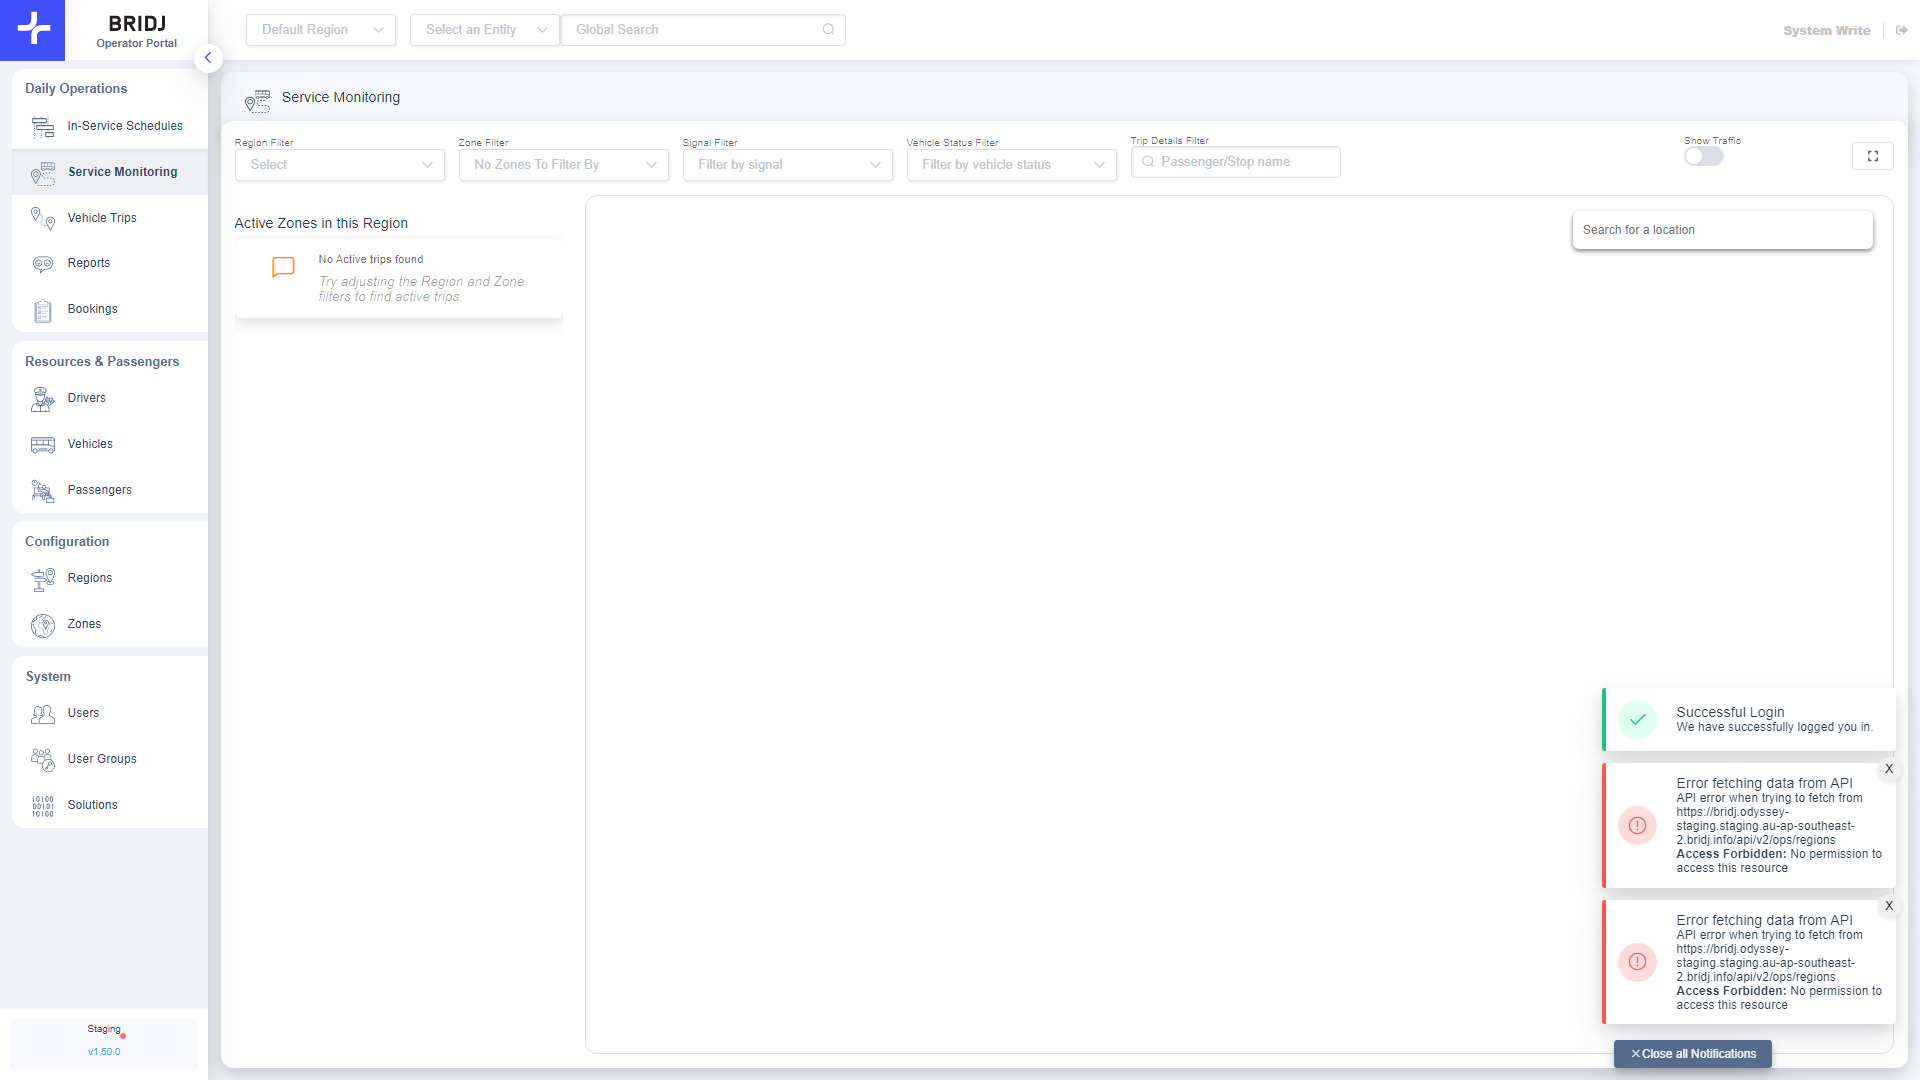 BRIDJ
Operator Portal
Default Region
Select an Entity
Global Search
System Write
Daily Operations
In-Service Schedules
Service Monitoring
Vehicle Trips
Reports
Bookings
Resources & Passengers
Drivers
Vehicles
Passengers
Configuration
Regions
Zones
System
Users
User Groups
10100
00101
10100
Solutions
Staging
v1.50.0
Service Monitoring
Region Filter
Select
Zone Filter
No Zones To Filter By
Signal Filter
Filter by signal
Vehicle Status Filter
Filter by vehicle status
Trip Details Filter
Passenger/Stop name
Show Traffic
Active Zones in this Region
No Active trips found
Try adjusting the Region and Zone
filters to find active trips.
Search for a location
Successful Login
We have successfully logged you in.
X
Error fetching data from API
API error when trying to fetch from
https://bridj.odyssey-
staging.staging.au-ap-southeast-
2.bridj.info/api/v2/ops/regions
Access Forbidden: No permission to
access this resource
X
Error fetching data from API
API error when trying to fetch from
https://bridj.odyssey-
staging.staging.au-ap-southeast-
2.bridj.info/api/v2/ops/regions
Access Forbidden: No permission to
access this resource
×Close all Notifications